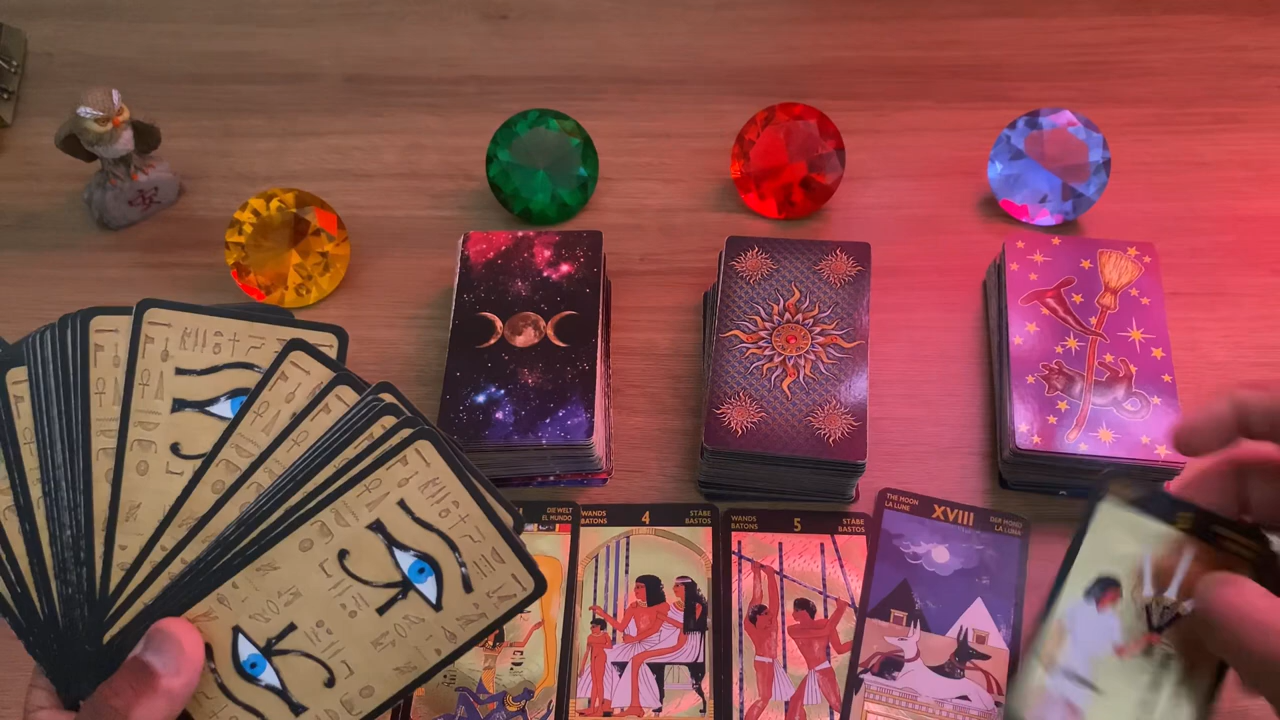 DIE WELT
EL MUNDO
WANDS
BATONS
4
STÄBE
BASTOS
WANDS
BATONS
5
STÄBE
BASTOS
THE MOON
LA LUNE
XVIII
DER MOND
LA LUNA